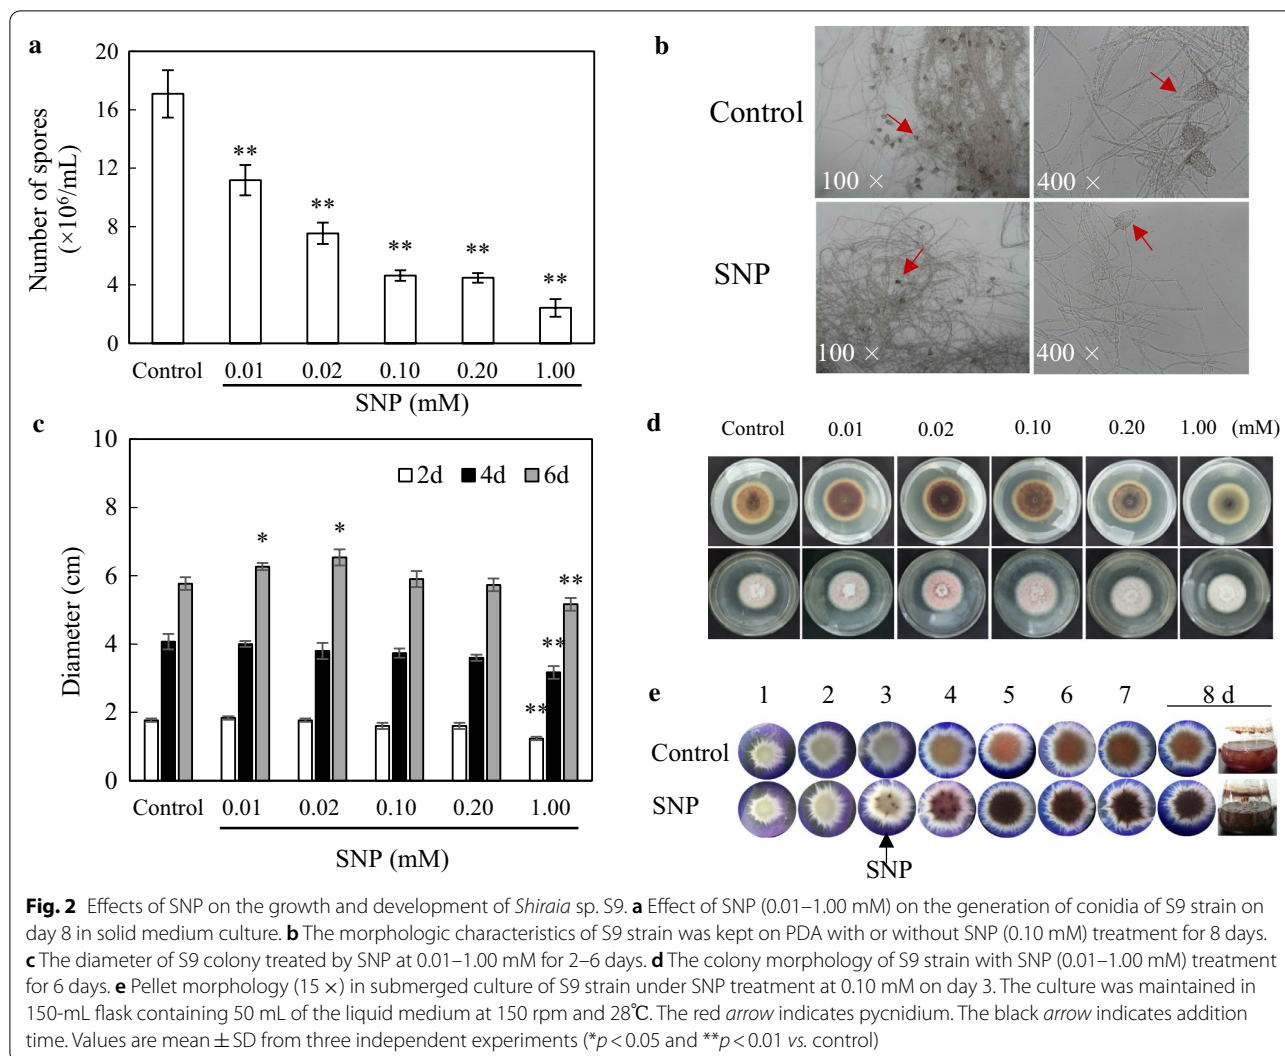 a
20
16
12
8
4
0
Number of spores
(×10⁶/mL)
**
**
**
**
**
Control 0.01 0.02 0.10 0.20 1.00
SNP (mM)
b
Control
100 ×
400 ×
SNP
100 ×
400 ×
c
10
8
6
4
2
0
Diameter (cm)
2d 4d 6d
*
*
**
**
**
Control 0.01 0.02 0.10 0.20 1.00
SNP (mM)
d
Control 0.01 0.02 0.10 0.20 1.00 (mM)
e
1 2 3 4 5 6 7 8 d
Control
SNP
SNP
Fig. 2 Effects of SNP on the growth and development of Shiraia sp. S9. a Effect of SNP (0.01–1.00 mM) on the generation of conidia of S9 strain on
day 8 in solid medium culture. b The morphologic characteristics of S9 strain was kept on PDA with or without SNP (0.10 mM) treatment for 8 days.
c The diameter of S9 colony treated by SNP at 0.01–1.00 mM for 2–6 days. d The colony morphology of S9 strain with SNP (0.01–1.00 mM) treatment
for 6 days. e Pellet morphology (15 ×) in submerged culture of S9 strain under SNP treatment at 0.10 mM on day 3. The culture was maintained in
150-mL flask containing 50 mL of the liquid medium at 150 rpm and 28℃. The red arrow indicates pycnidium. The black arrow indicates addition
time. Values are mean ± SD from three independent experiments (*p < 0.05 and **p < 0.01 vs. control)